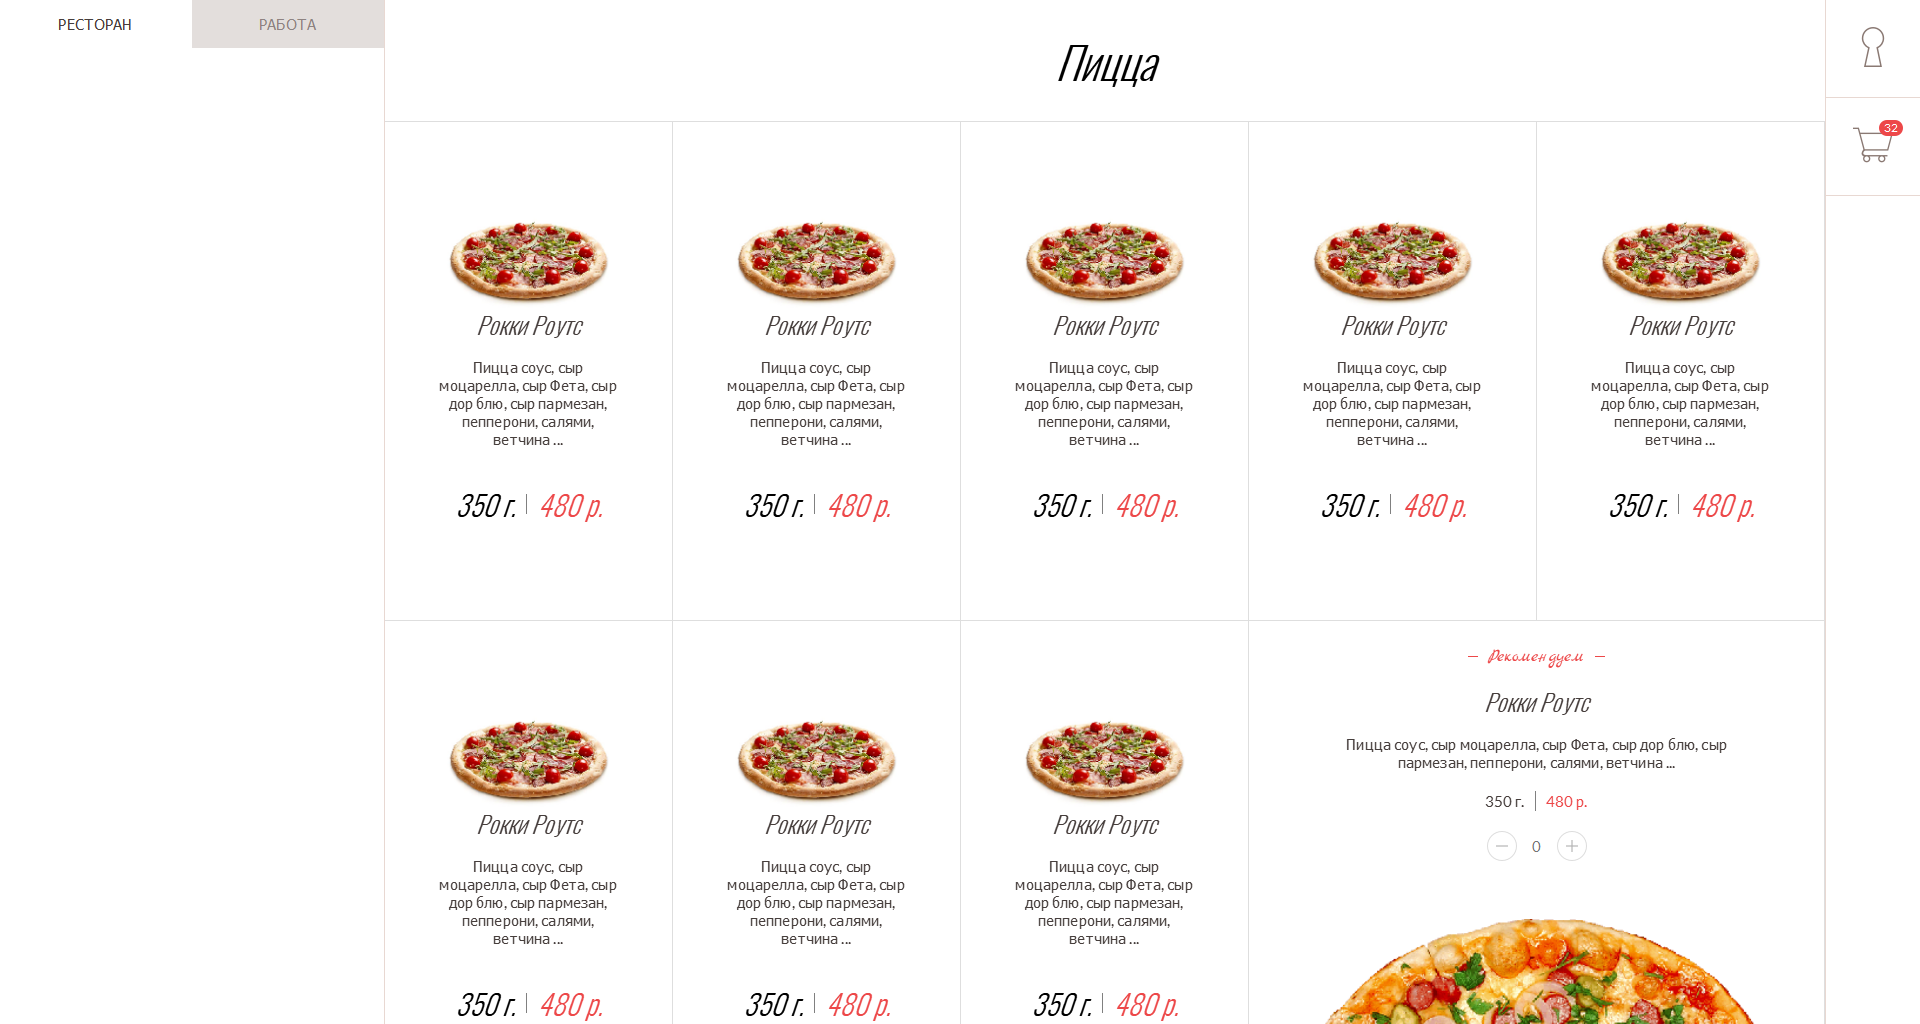 РЕСТОРАН
РАБОТА
Пицца
32
Рокки Роутс
Пицца соус, сыр
моцарелла, сыр Фета, сыр
дор блю, сыр пармезан,
пепперони, салями,
ветчина ...
350 г.
480 р.
Рокки Роутс
Пицца соус, сыр
моцарелла, сыр Фета, сыр
дор блю, сыр пармезан,
пепперони, салями,
ветчина ...
350 г.
480 р.
Рокки Роутс
Пицца соус, сыр
моцарелла, сыр Фета, сыр
дор блю, сыр пармезан,
пепперони, салями,
ветчина ...
350 г.
480 р.
Рокки Роутс
Пицца соус, сыр
моцарелла, сыр Фета, сыр
дор блю, сыр пармезан,
пепперони, салями,
ветчина ...
350 г.
480 р.
Рокки Роутс
Пицца соус, сыр
моцарелла, сыр Фета, сыр
дор блю, сыр пармезан,
пепперони, салями,
ветчина ...
350 г.
480 р.
Рокки Роутс
Пицца соус, сыр
моцарелла, сыр Фета, сыр
дор блю, сыр пармезан,
пепперони, салями,
ветчина ...
350 г.
480 р.
Рокки Роутс
Пицца соус, сыр
моцарелла, сыр Фета, сыр
дор блю, сыр пармезан,
пепперони, салями,
ветчина ...
350 г.
480 р.
Рокки Роутс
Пицца соус, сыр
моцарелла, сыр Фета, сыр
дор блю, сыр пармезан,
пепперони, салями,
ветчина ...
350 г.
480 р.
Рекомендуем
Рокки Роутс
Пицца соус, сыр моцарелла, сыр Фета, сыр дор блю, сыр
пармезан, пепперони, салями, ветчина ...
350 г.
480 р.
0